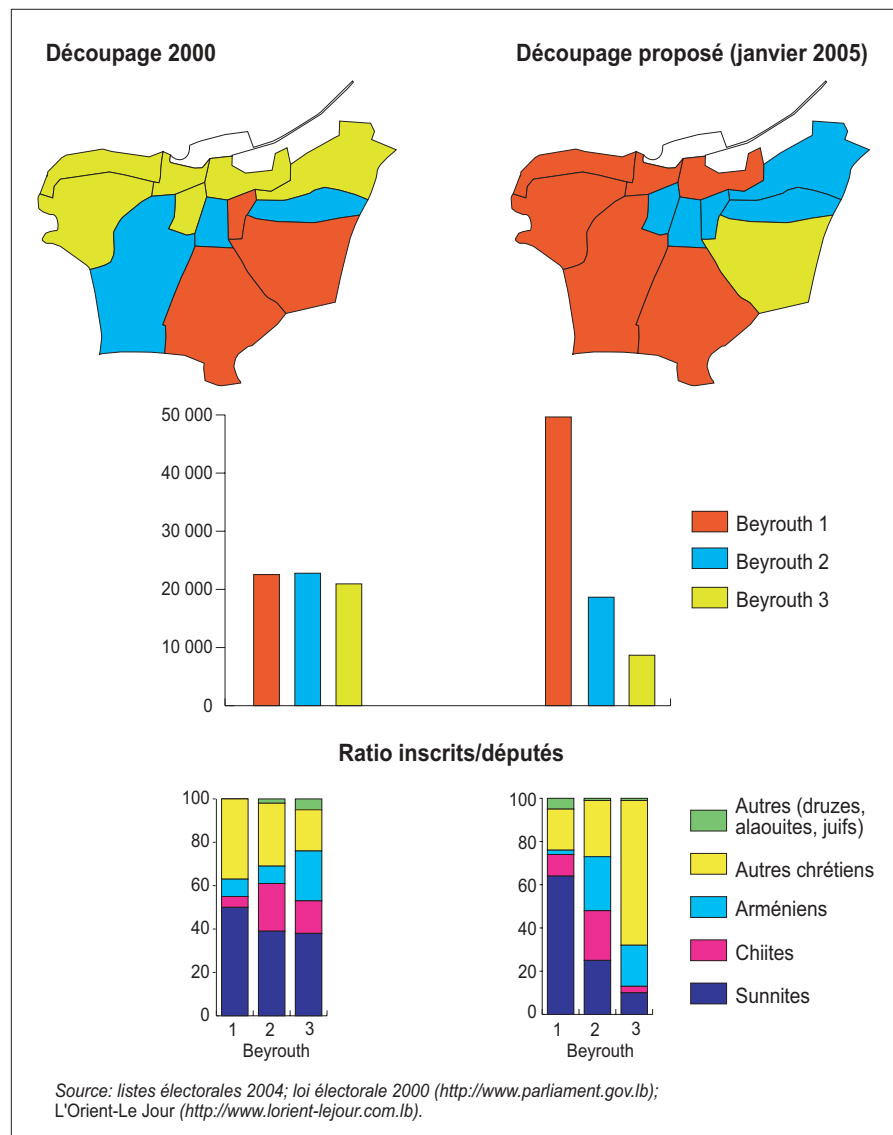 Découpage 2000
Découpage proposé (janvier 2005)
50 000
40 000
30 000
20 000
10 000
0
Beyrouth 1
Beyrouth 2
Beyrouth 3
Ratio inscrits/députés
100
80
60
40
20
0
1 2 3
Beyrouth
100
80
60
40
20
0
1 2 3
Beyrouth
Autres (druzes,
alaouites, juifs)
Autres chrétiens
Arméniens
Chiites
Sunnites
Source: listes électorales 2004; loi électorale 2000 (http://www.parliament.gov.lb);
L'Orient-Le Jour (http://www.lorient-lejour.com.lb).